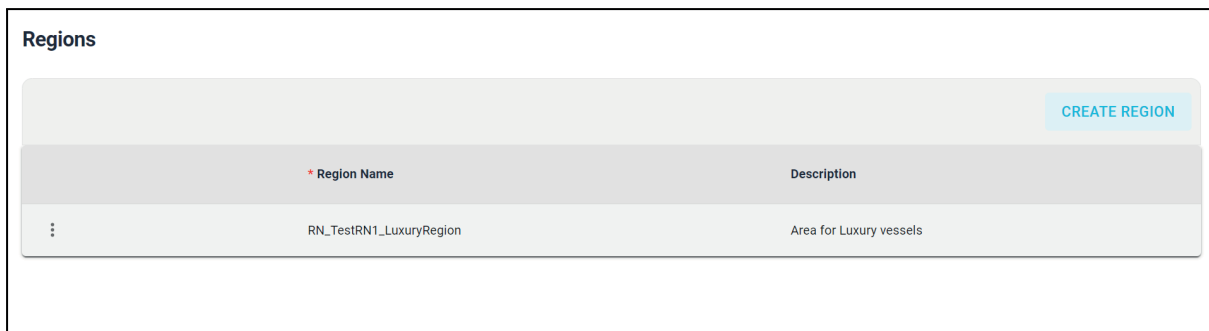 Regions
CREATE REGION
* Region Name Description
RN_TestRN1_LuxuryRegion Area for Luxury vessels